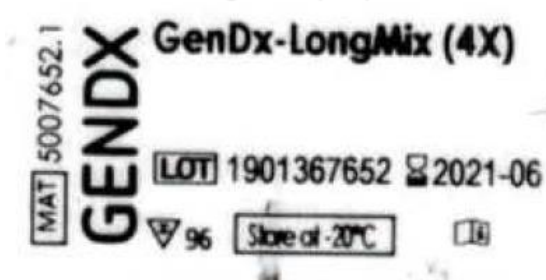 GenDx-LongMix (4X)
MAT 5007652.1
GENDX
LOT 1901367652 2021-06
96 Store at -20°C